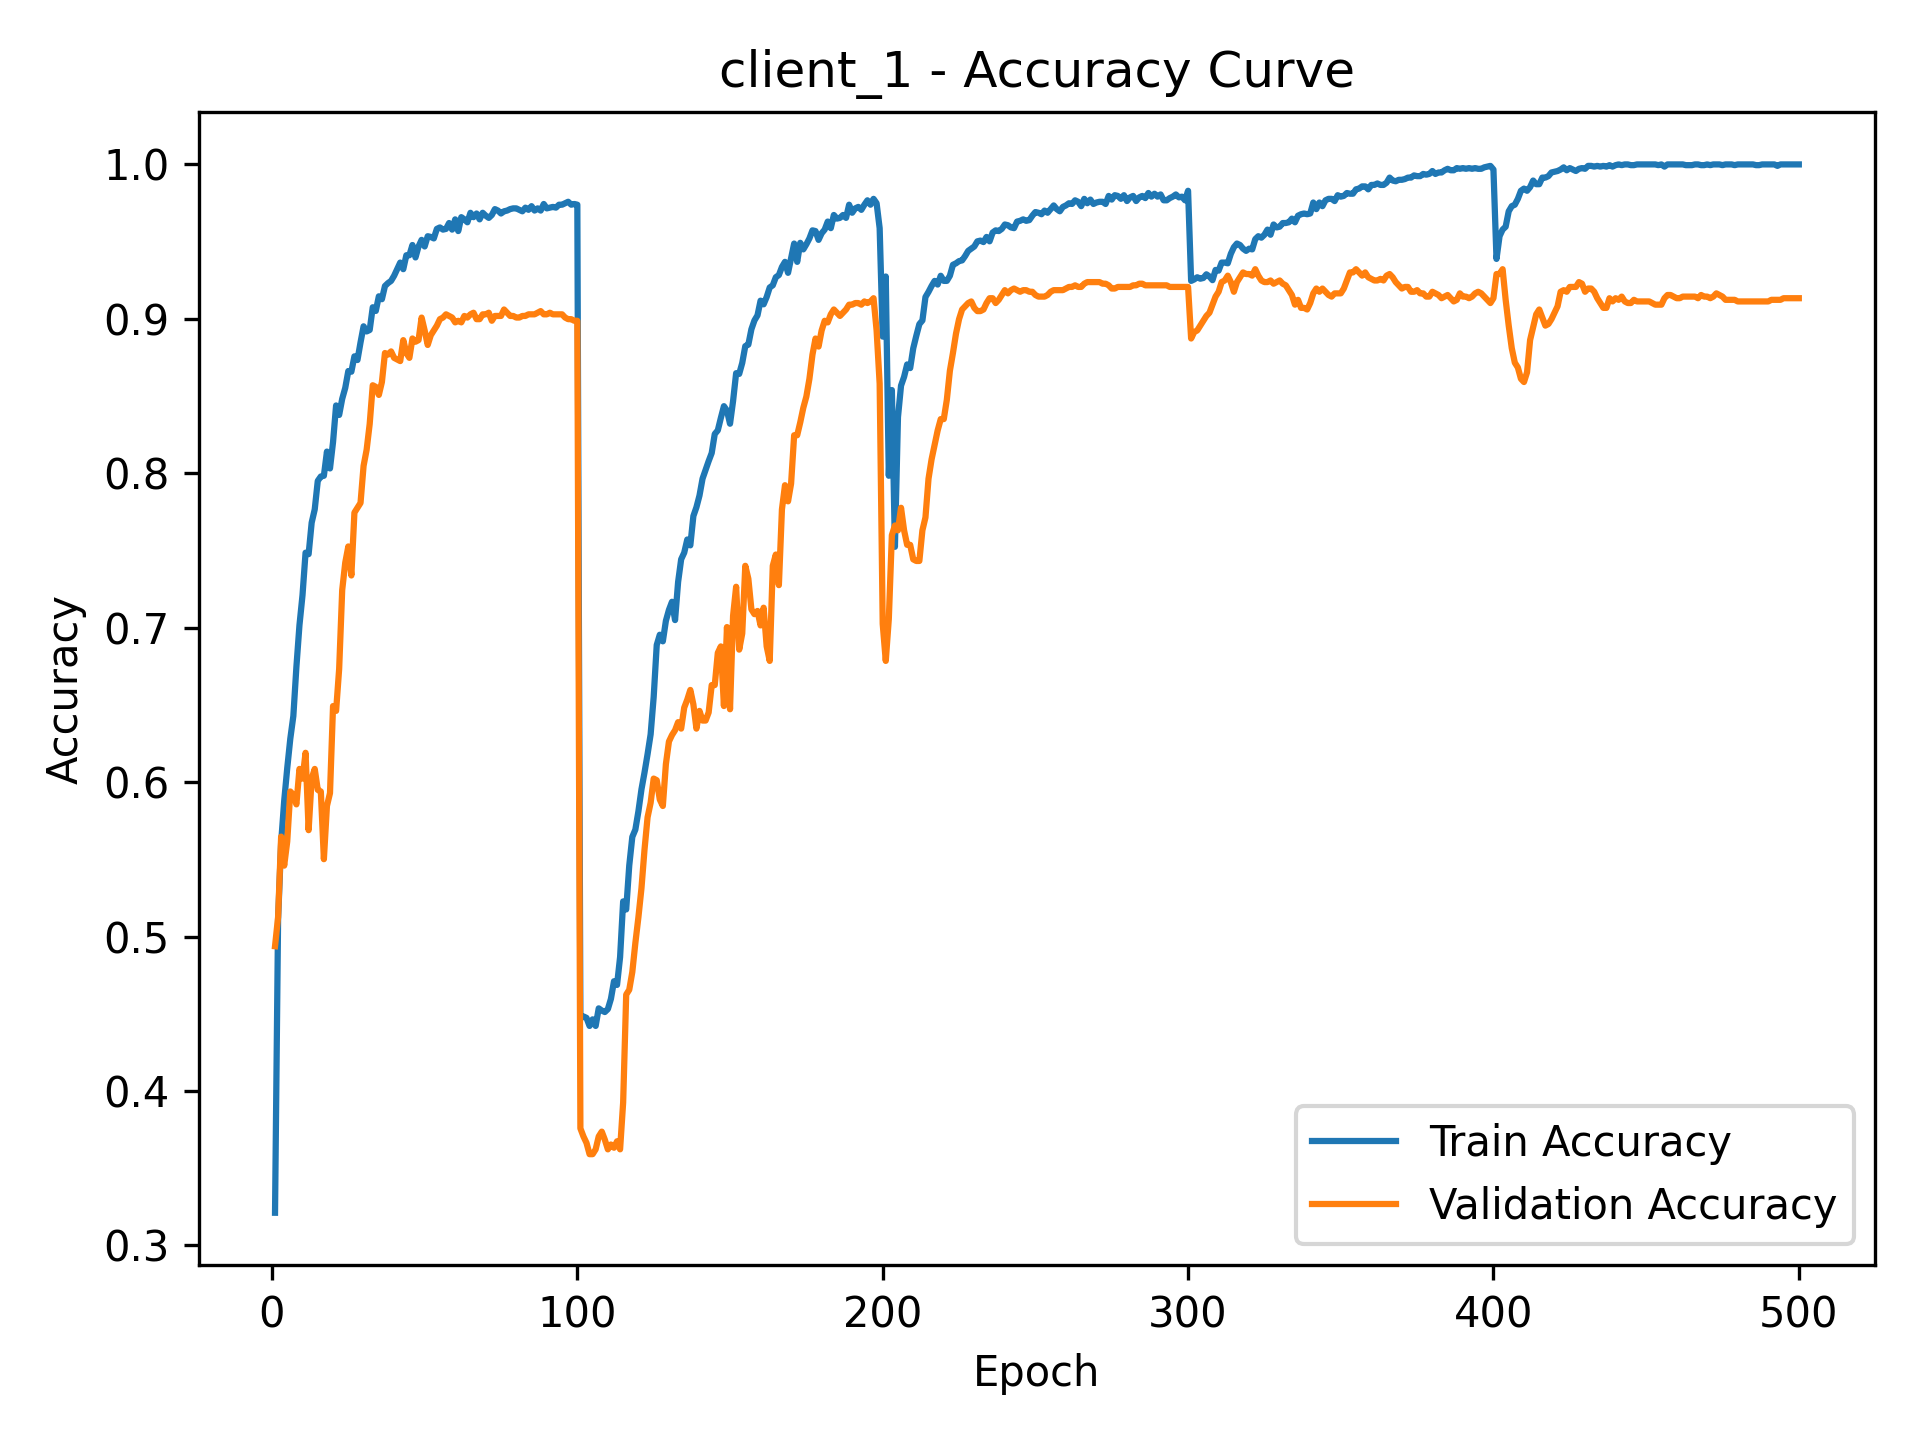 client_1 - Accuracy Curve
1.0
0.9
0.8
0.7
0.6
0.5
0.4
0.3
Accuracy
Train Accuracy
Validation Accuracy
0 100 200 300 400 500
Epoch